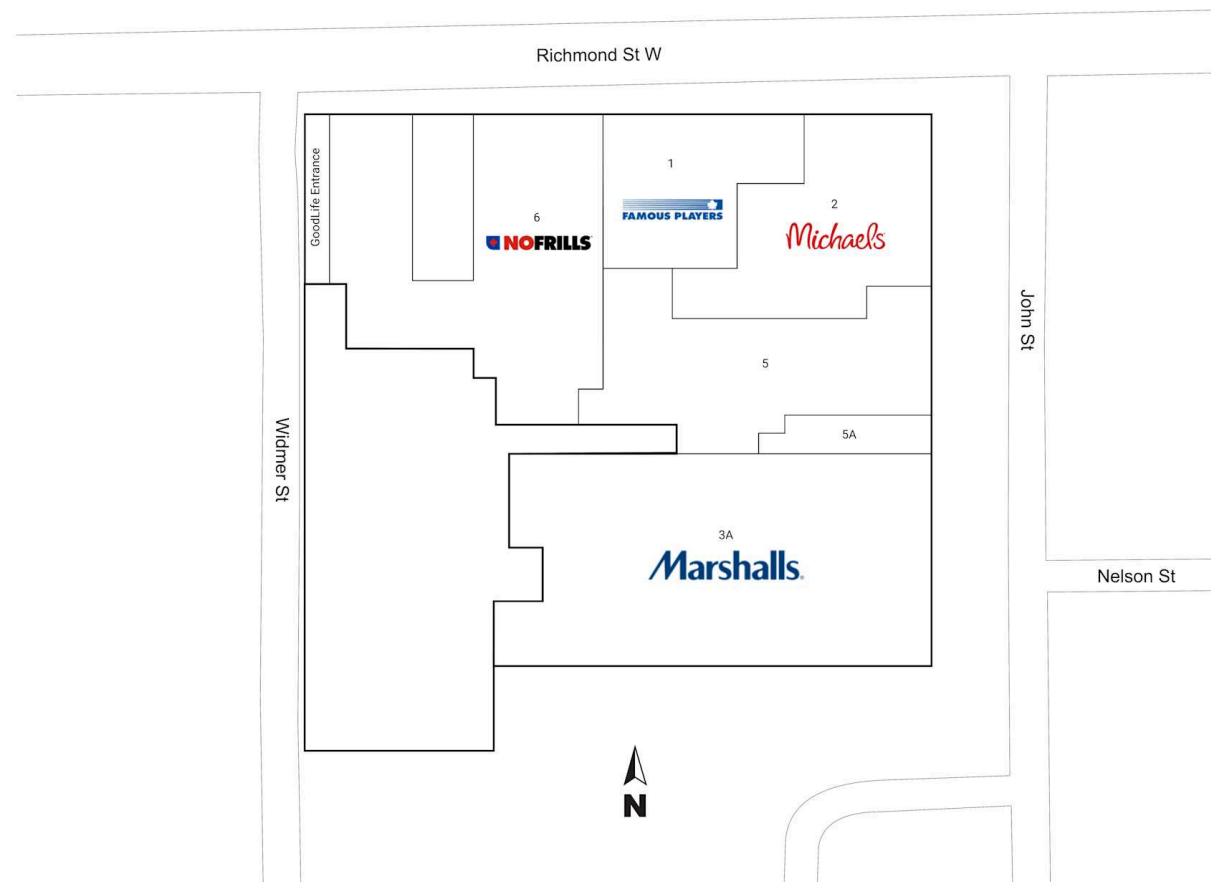 Richmond St W
GoodLife Entrance
1
FAMOUS PLAYERS
2
Michaels
6
NOFRILLS
John St
5
5A
Widmer St
3A
Marshalls
Nelson St
N